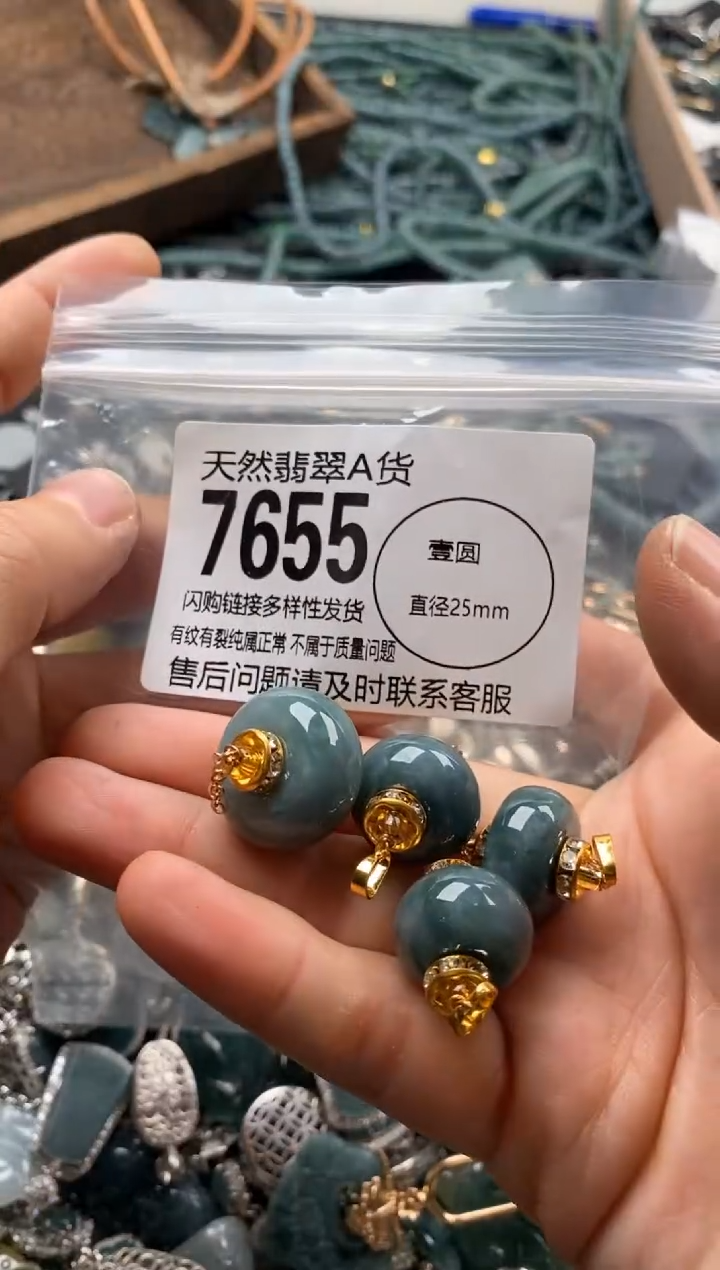 天然翡翠A货
7655
壹圆
直径25mm
闪购链接多样性发货
有纹有裂纯属正常 不属于质量问题
售后问题请及时联系客服